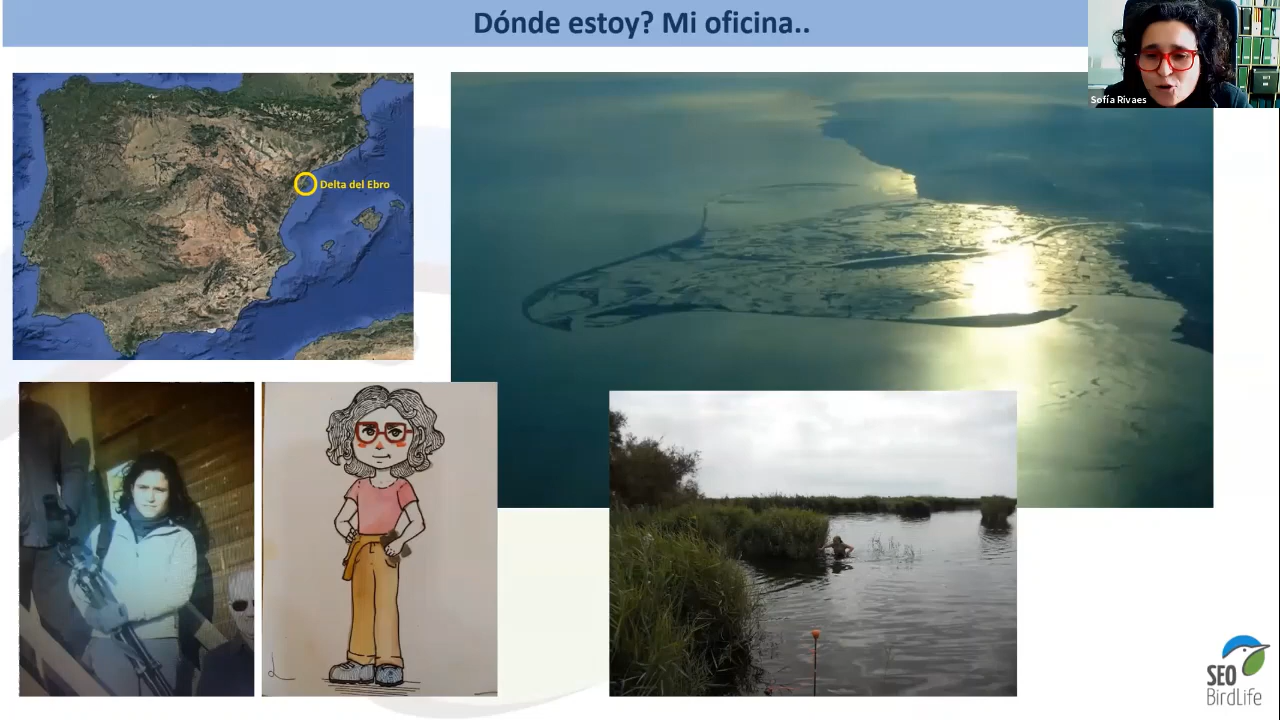 Dónde estoy? Mi oficina..
Sofía Rivaes
Delta del Ebro
SEO
BirdLife